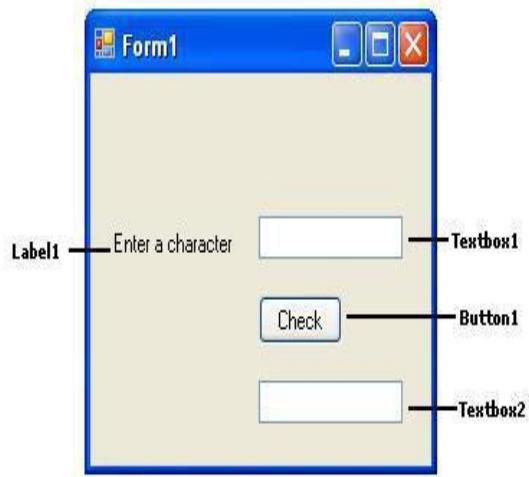 Form1
Label1
Enter a character
Textbox1
Check
Button1
Textbox2